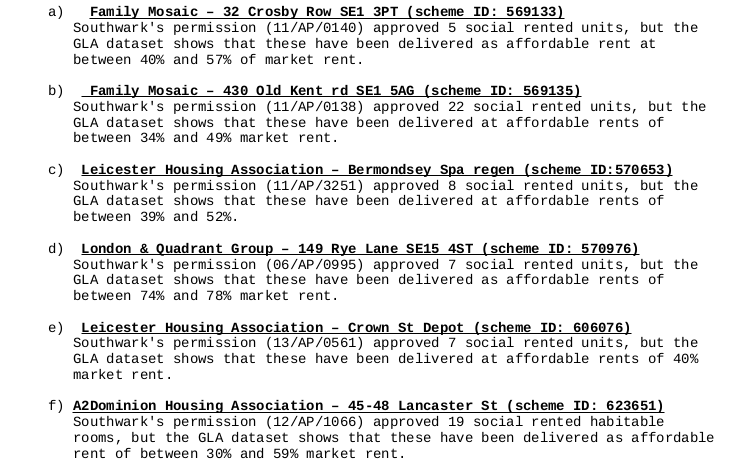 a) Family Mosaic – 32 Crosby Row SE1 3PT (scheme ID: 569133)
Southwark's permission (11/AP/0140) approved 5 social rented units, but the
GLA dataset shows that these have been delivered as affordable rent at
between 40% and 57% of market rent.
b) Family Mosaic – 430 Old Kent rd SE1 5AG (scheme ID: 569135)
Southwark's permission (11/AP/0138) approved 22 social rented units, but the
GLA dataset shows that these have been delivered at affordable rents of
between 34% and 49% market rent.
c) Leicester Housing Association – Bermondsey Spa regen (scheme ID:570653)
Southwark's permission (11/AP/3251) approved 8 social rented units, but the
GLA dataset shows that these have been delivered at affordable rents of
between 39% and 52%.
d) London & Quadrant Group – 149 Rye Lane SE15 4ST (scheme ID: 570976)
Southwark's permission (06/AP/0995) approved 7 social rented units, but the
GLA dataset shows that these have been delivered at affordable rents of
between 74% and 78% market rent.
e) Leicester Housing Association – Crown St Depot (scheme ID: 606076)
Southwark's permission (13/AP/0561) approved 7 social rented units, but the
GLA dataset shows that these have been delivered at affordable rents of 40%
market rent.
f) A2Dominion Housing Association – 45-48 Lancaster St (scheme ID: 623651)
Southwark's permission (12/AP/1066) approved 19 social rented habitable
rooms, but the GLA dataset shows that these have been delivered as affordable
rent of between 30% and 59% market rent.